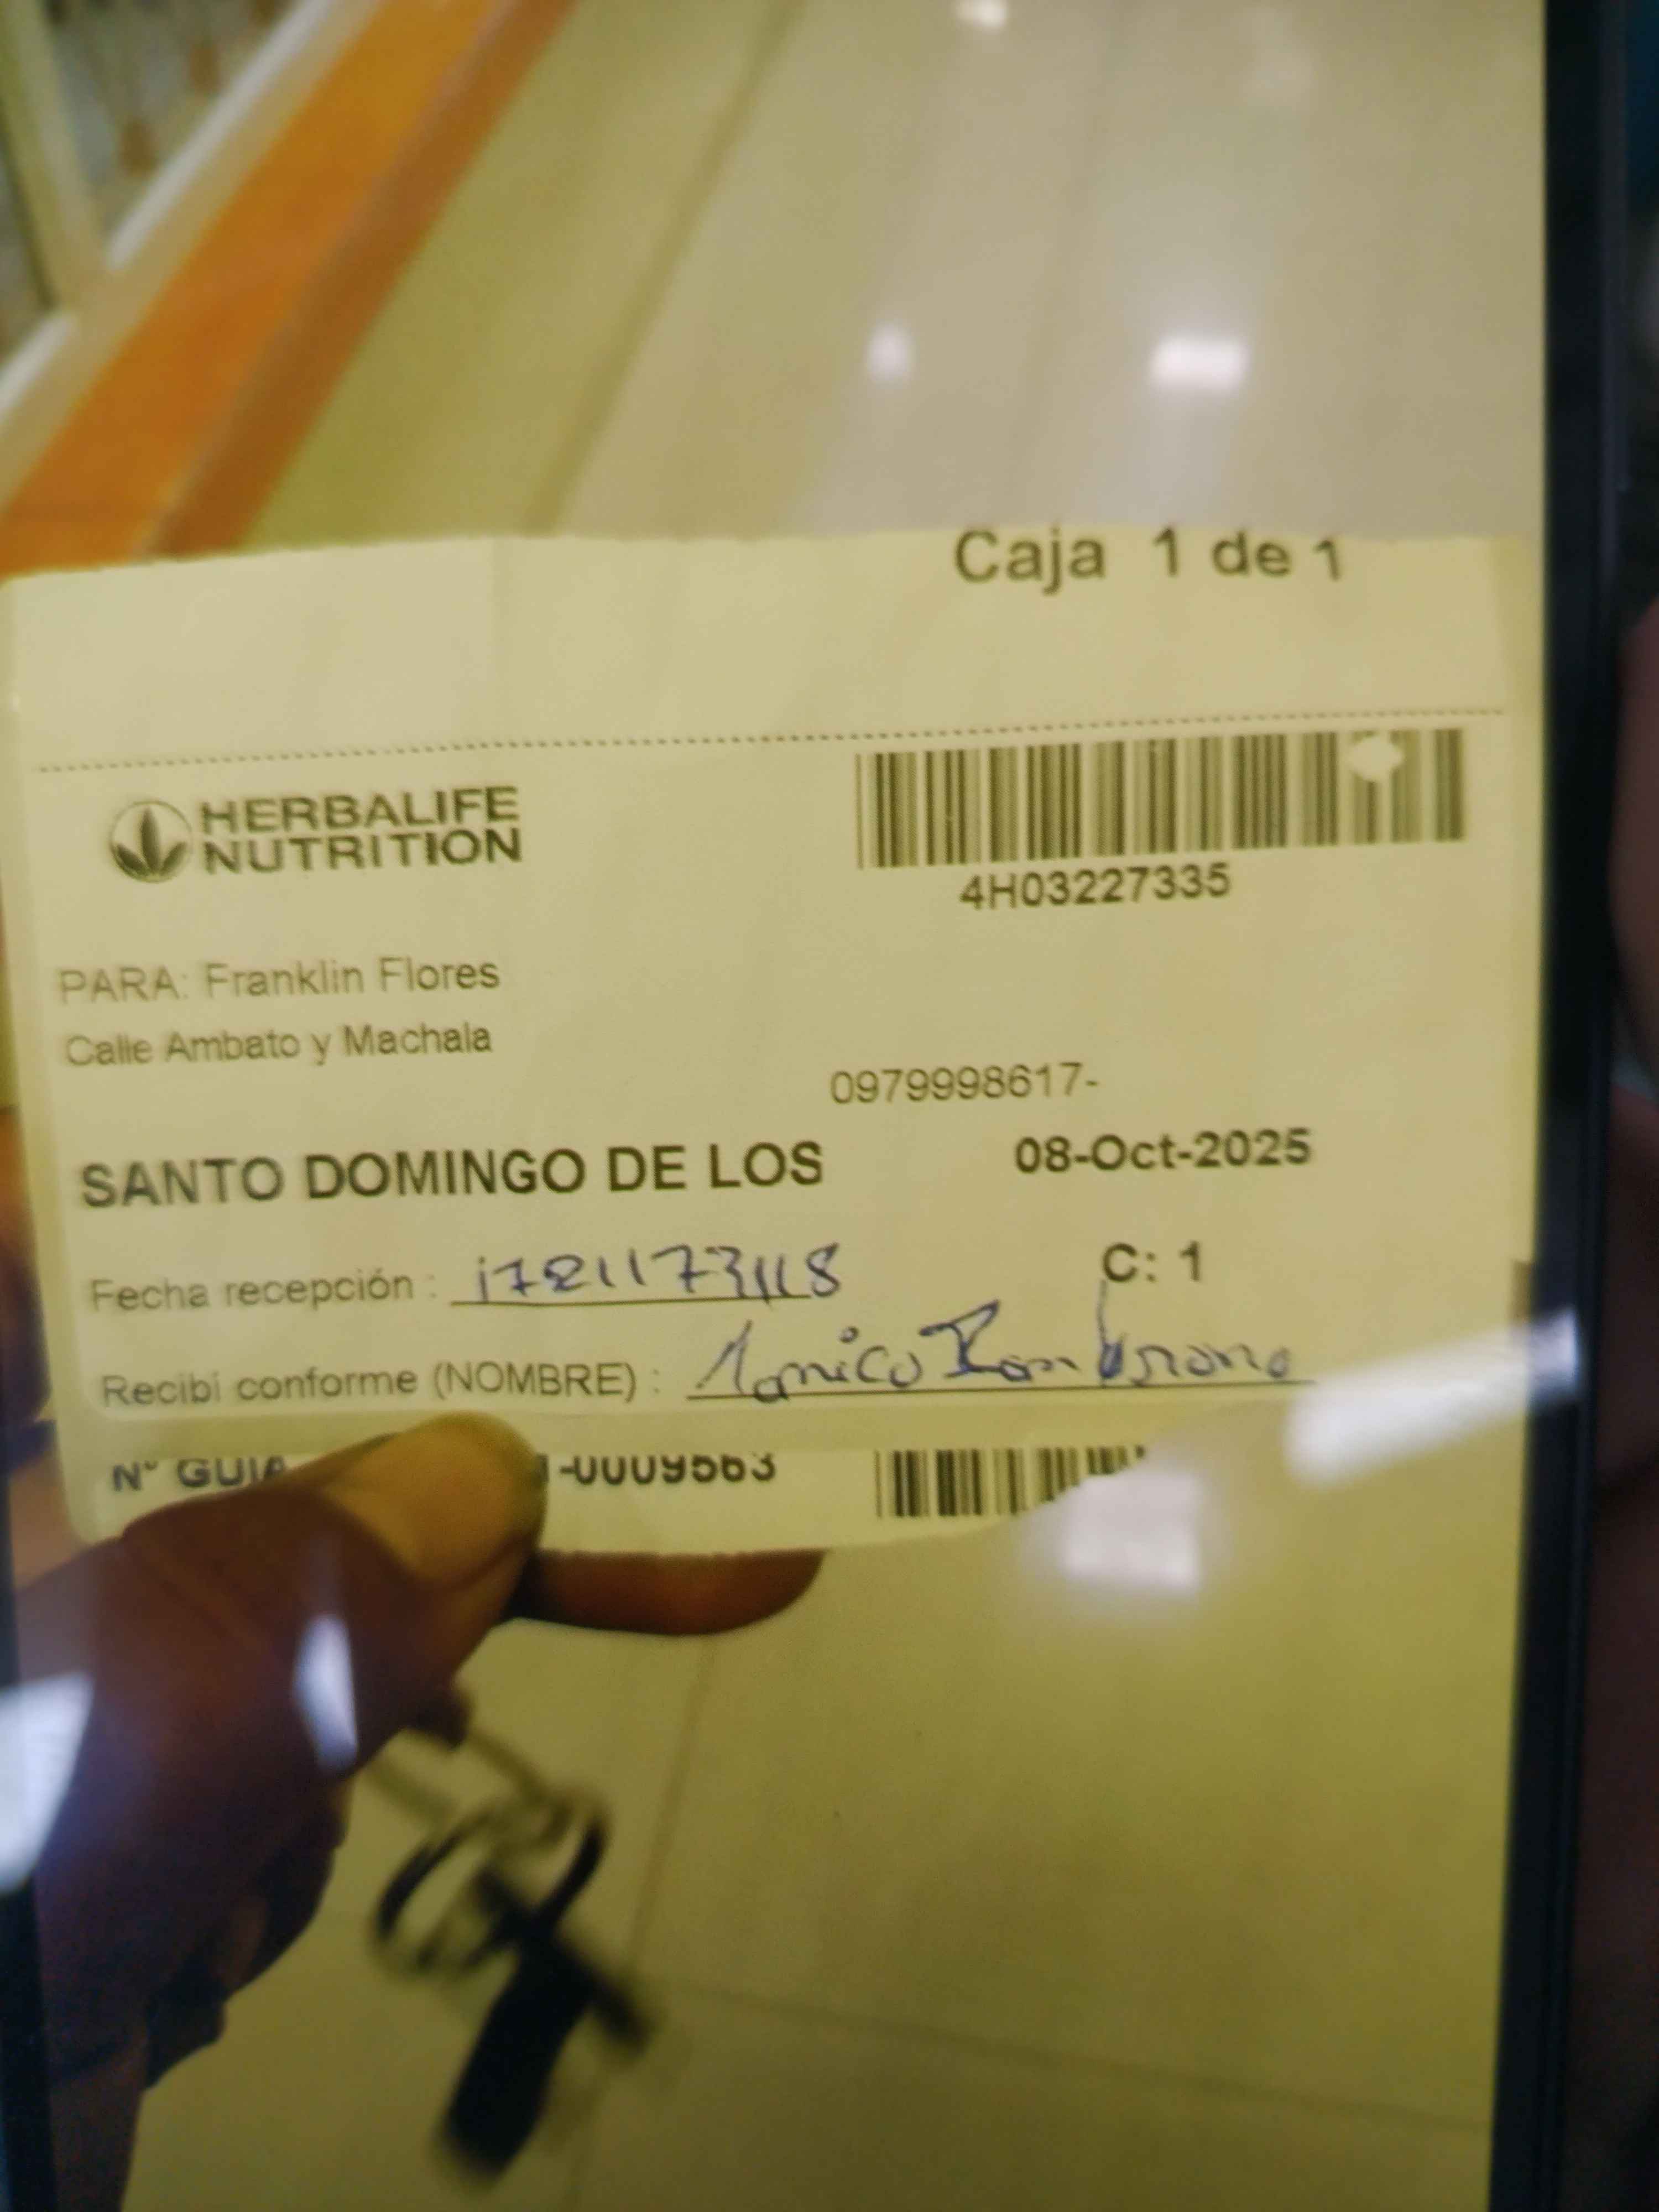 Caja 1 de 1
HERBALIFE
NUTRITION
4H03227335
PARA: Franklin Flores
Calle Ambato y Machala
0979998617-
SANTO DOMINGO DE LOS 08-Oct-2025
Fecha recepción :
C: 1
Recibí conforme (NOMBRE) :
N° GUIA -0009563